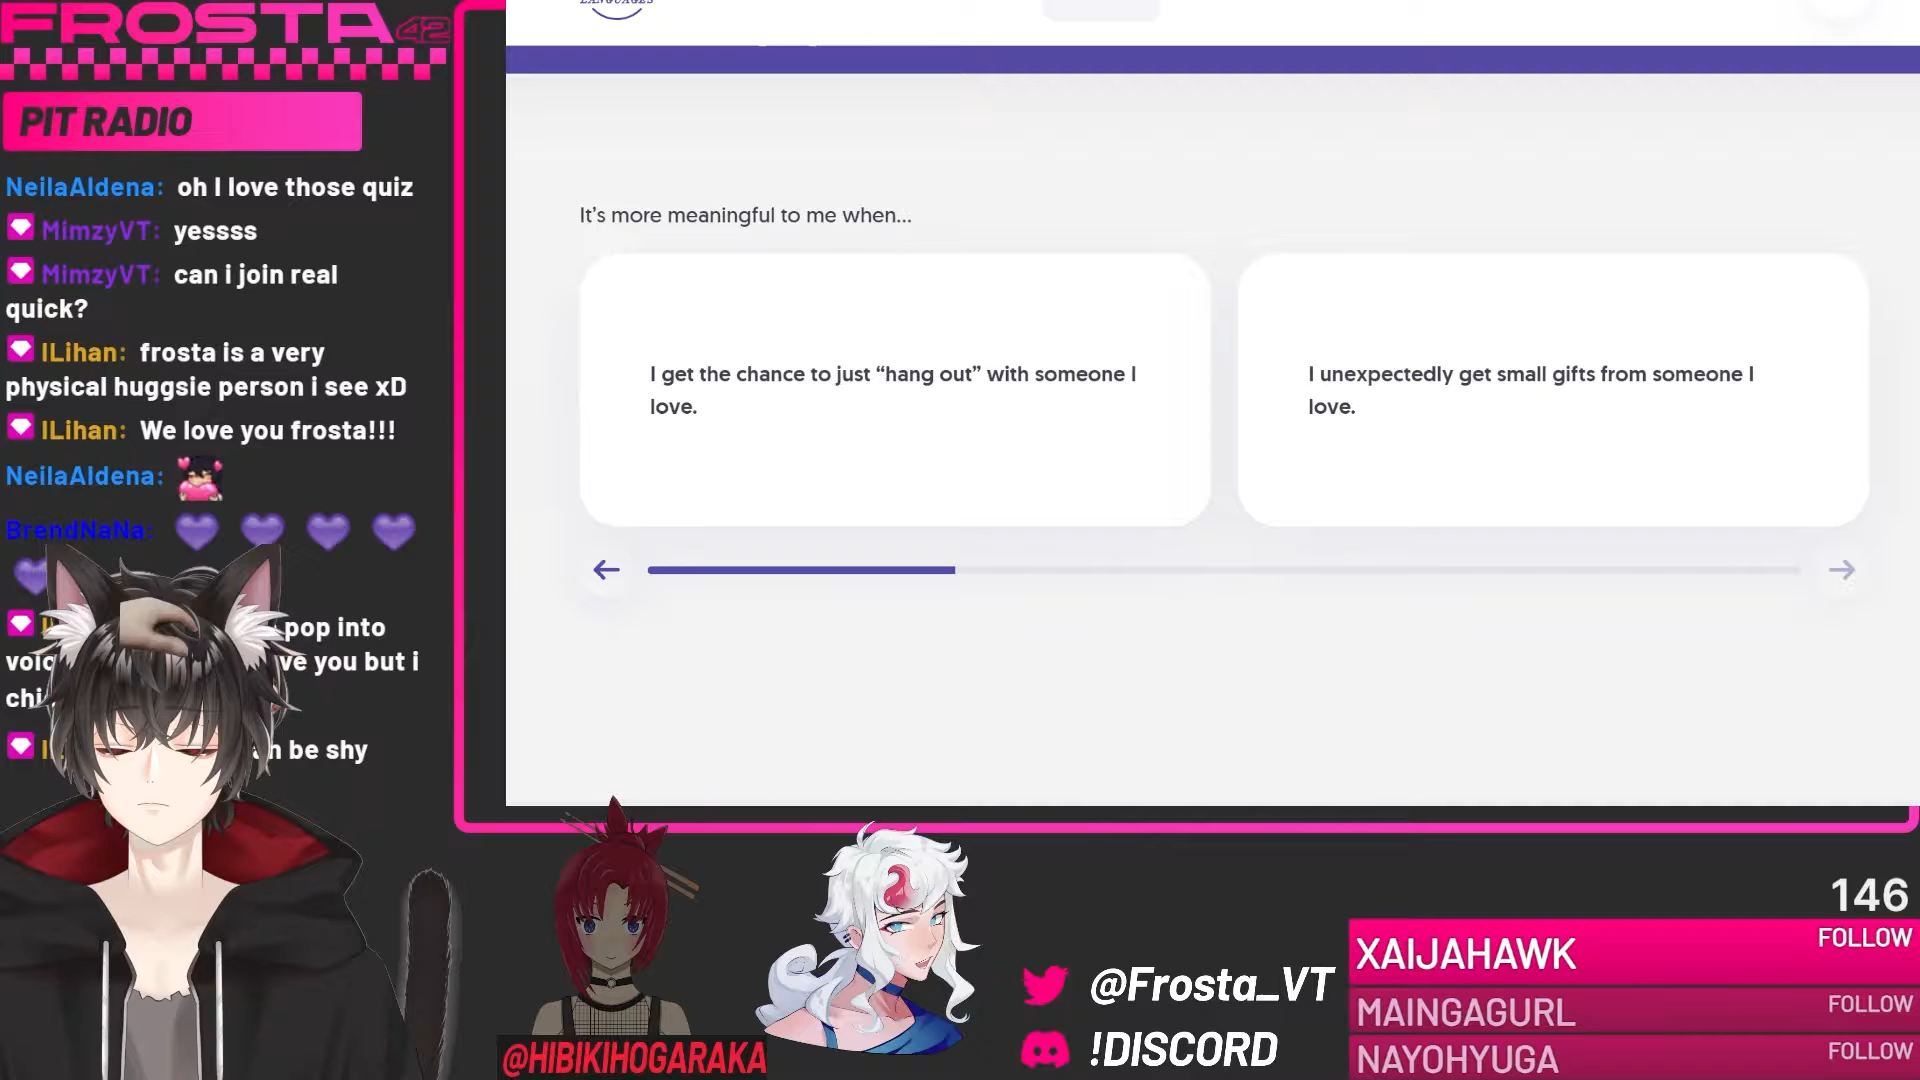 FROSTA42
PIT RADIO
NeilaAldena: oh I love those quiz
MimzyVT: yessss
MimzyVT: can i join real
quick?
ILihan: frosta is a very
physical huggsie person i see xD
ILihan: We love you frosta!!!
NeilaAldena:
BrendNaNa:
pop into
ve you but i
be shy
LANGUAGES
It's more meaningful to me when...
I get the chance to just “hang out” with someone I
love.
I unexpectedly get small gifts from someone I
love.
@HIBIKIHOGARAKA
@Frosta_VT
!DISCORD
146
XAIJAHAWK FOLLOW
MAINGAGURL FOLLOW
NAYOHYUGA FOLLOW